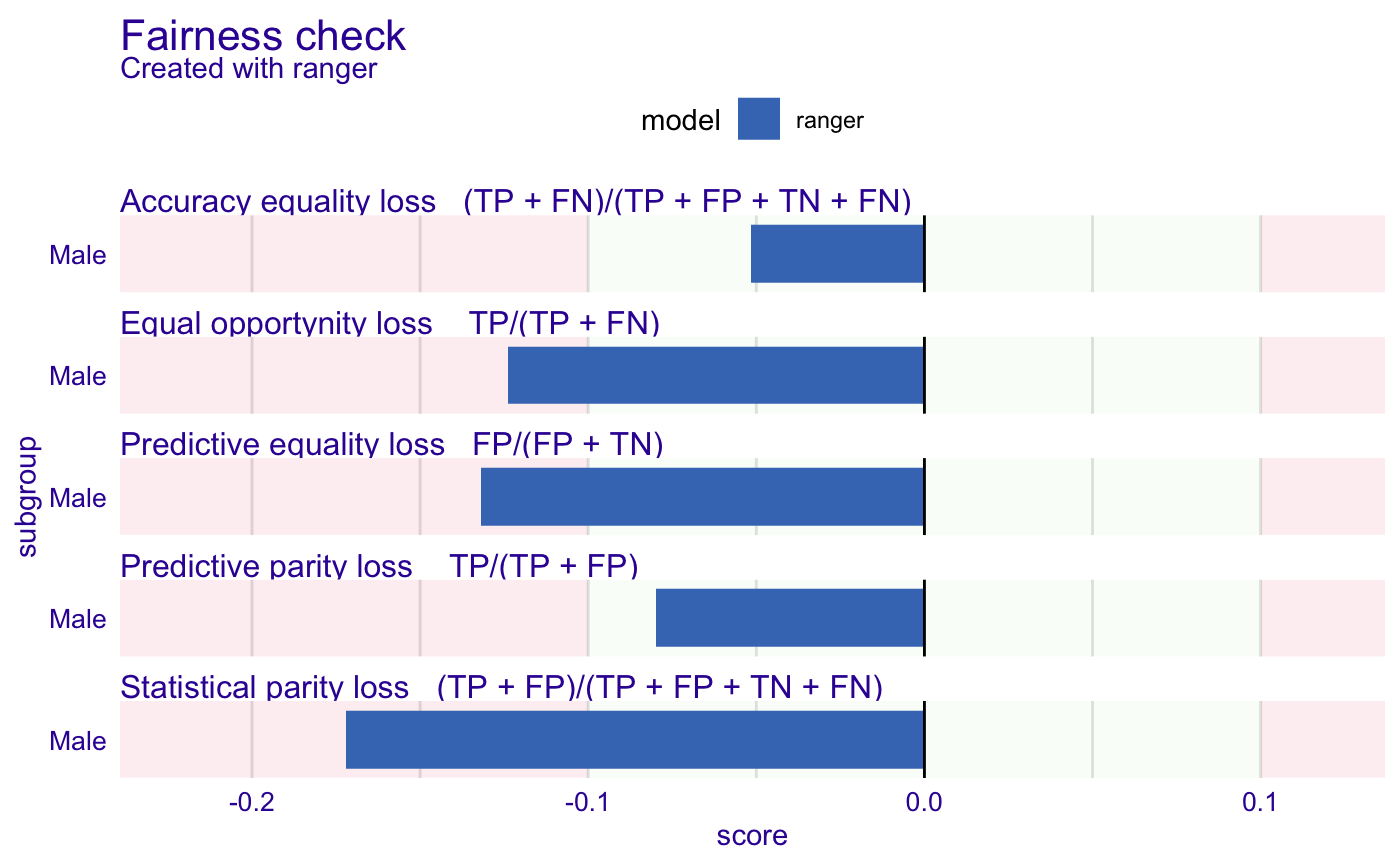 Fairness check
Created with ranger
model ranger
Accuracy equality loss (TP + FN)/(TP + FP + TN + FN)
Male
Equal opportynity loss TP/(TP + FN)
Male
Predictive equality loss FP/(FP + TN)
Male
Predictive parity loss TP/(TP + FP)
Male
Statistical parity loss (TP + FP)/(TP + FP + TN + FN)
Male
subgroup
-0.2 -0.1 0.0 0.1
score